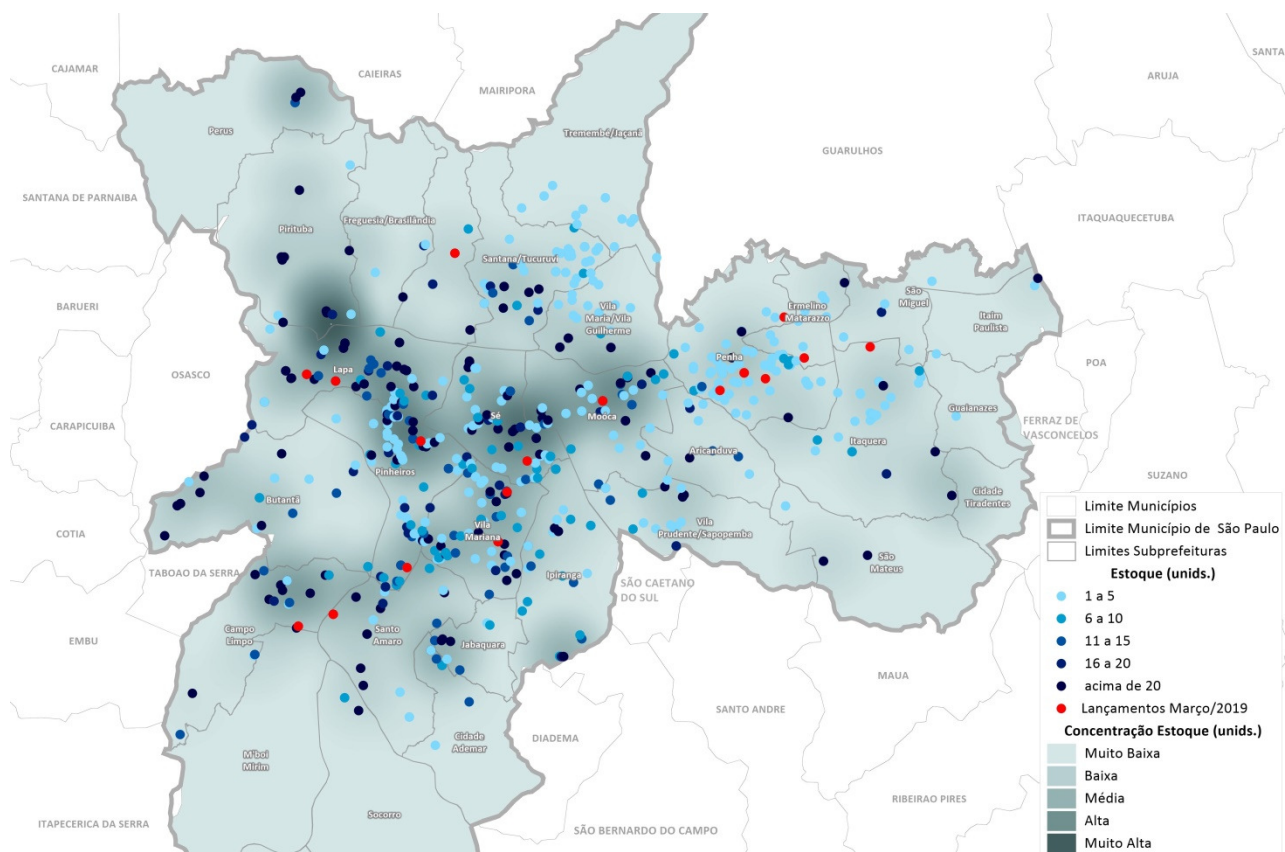 CAJAMAR
CAIEIRAS
MAIRIPORA
ARUJA
SANTA
Perus
Tremembé/Jaçanã
GUARULHOS
SANTANA DE PARNAIBA
Freguesia/Brasilândia
Pirituba
ITAQUAQUECETUBA
Santana/Tucuruvi
BARUERI
Vila
Maria/Vila
Guilherme
São
Miguel
Ermelino
Matarazzo
Itaim
Paulista
Penha
POA
OSASCO
Lapa
Guaianazes
CARAPICUIBA
Sé
Mooca
FERRAZ DE
VASCONCELOS
Itaquera
Aricanduva
Pinheiros
SUZANO
Butantã
Cidade
Tiradentes
COTIA
Vila
Mariana
Vila
Prudente/Sapopemba
São
Mateus
TABOAO DA SERRA
Ipiranga
SÃO CAETANO
DO SUL
EMBU
Campo
Limpo
Santo
Amaro
Jabaquara
MAUA
SANTO ANDRE
Cidade
Ademar
DIADEMA
M'boi
Mirim
RIBEIRAO PIRES
Socorro
ITAPECERICA DA SERRA
SÃO BERNARDO DO CAMPO
Limite Municípios
Limite Município de São Paulo
Limites Subprefeituras
Estoque (unids.)
1 a 5
6 a 10
11 a 15
16 a 20
acima de 20
Lançamentos Março/2019
Concentração Estoque (unids.)
Muito Baixa
Baixa
Média
Alta
Muito Alta